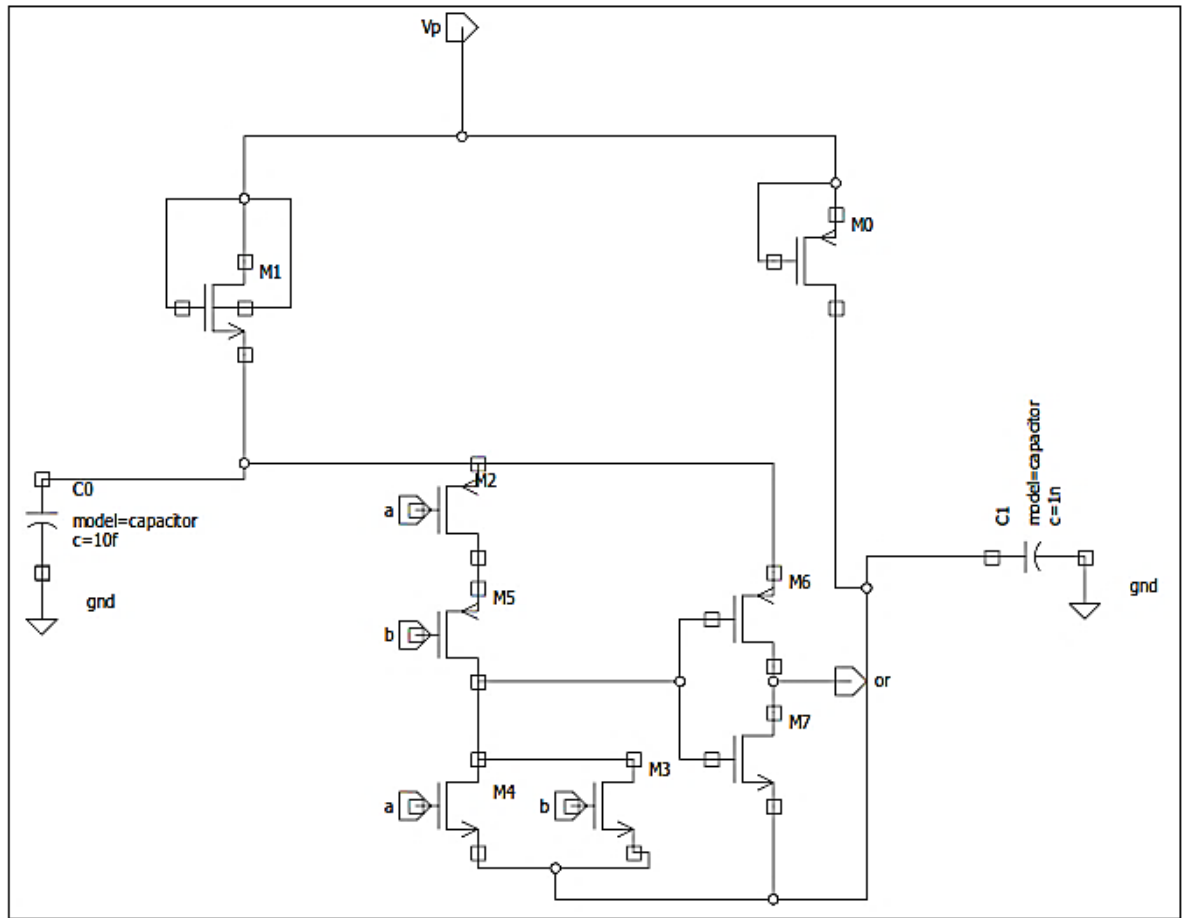 Vp
M1
M0
C0
model=capacitor
c=10f
gnd
a
M2
b
M5
a
M4
b
M3
M6
M7
or
C1
model=capacitor
c=1n
gnd